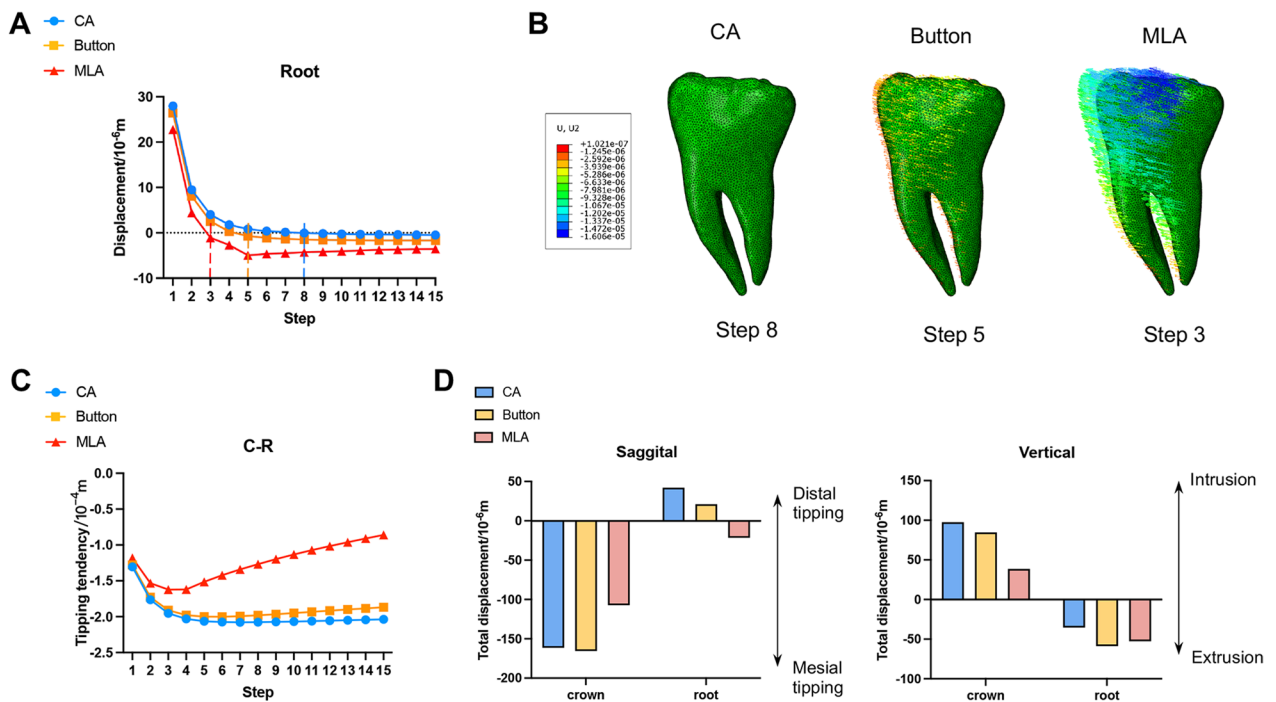 A
CA
Button
MLA
Root
Displacement/10⁻⁶m
30
20
10
0
-10
1 2 3 4 5 6 7 8 9 10 11 12 13 14 15
Step
B
CA
Button
MLA
U, U2
+1.021e-07
-1.245e-06
-2.592e-06
-3.939e-06
-5.286e-06
-6.633e-06
-7.981e-06
-9.328e-06
-1.067e-05
-1.202e-05
-1.337e-05
-1.472e-05
-1.606e-05
Step 8
Step 5
Step 3
C
CA
Button
MLA
C-R
Tipping tendency/10⁻⁴m
0.0
-0.5
-1.0
-1.5
-2.0
-2.5
1 2 3 4 5 6 7 8 9 10 11 12 13 14 15
Step
D
CA
Button
MLA
Saggital
Total displacement/10⁻⁶m
50
0
-50
-100
-150
-200
crown root
Distal
tipping
Mesial
tipping
Vertical
Total displacement/10⁻⁶m
150
100
50
0
-50
-100
crown root
Intrusion
Extrusion